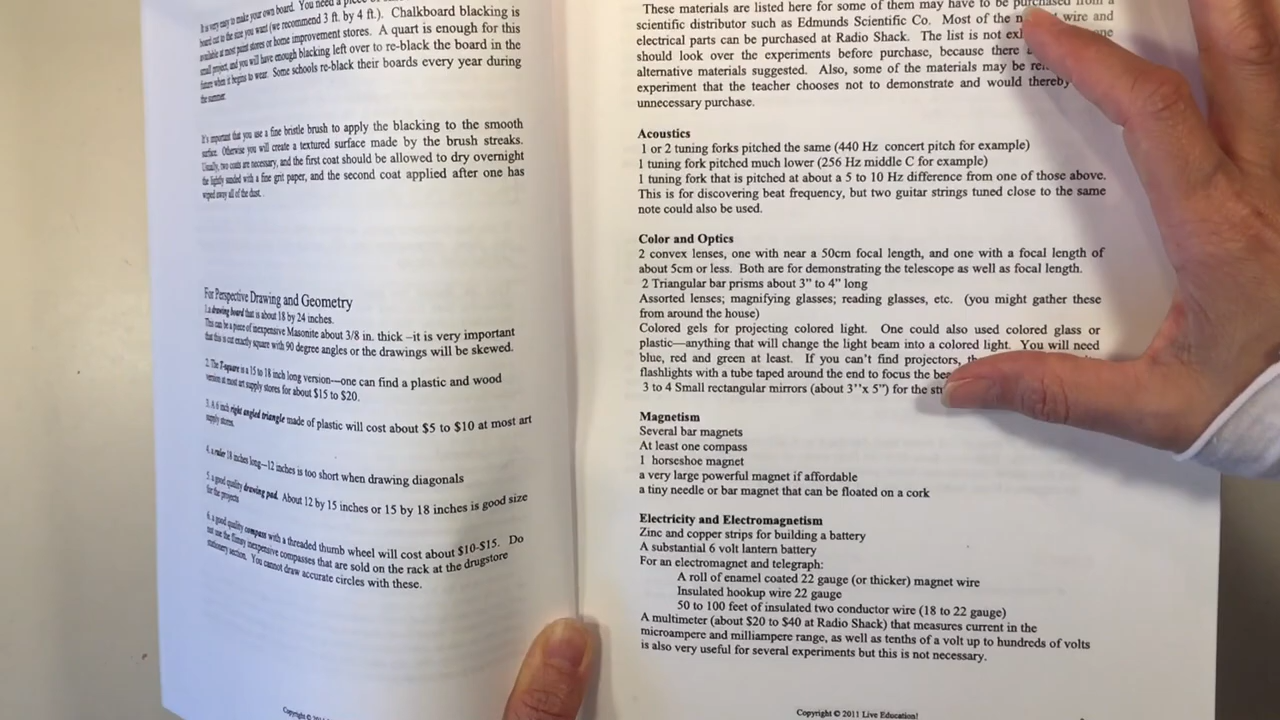 It is very easy to make your own board. You need a piece of
board cut to the size you want (we recommend 3 ft. by 4 ft.). Chalkboard blacking is
available at most paint stores or home improvement stores. A quart is enough for this
small project, and you will have enough blacking left over to re-black the board in the
future when it begins to wear. Some schools re-black their boards every year during
the summer.
It's important that you use a fine bristle brush to apply the blacking to the smooth
surface. Otherwise you will create a textured surface made by the brush streaks.
Usually, two coats are necessary, and the first coat should be allowed to dry overnight
the lightly sanded with a fine grit paper, and the second coat applied after one has
wiped away all of the dust.
For Perspective Drawing and Geometry
1.a drawing board that is about 18 by 24 inches.
This can be a piece of inexpensive Masonite about 3/8 in. thick –it is very important
that this is cut exactly square with 90 degree angles or the drawings will be skewed.
2. The T-square is a 15 to 18 inch long version---one can find a plastic and wood
version at most art supply stores for about $15 to $20.
3. A 6 inch right angled triangle made of plastic will cost about $5 to $10 at most art
supply stores.
4. a ruler 18 inches long—12 inches is too short when drawing diagonals
5. a good quality drawing pad. About 12 by 15 inches or 15 by 18 inches is good size
for the projects
6. a good quality compass with a threaded thumb wheel will cost about $10-$15. Do
not use the flimsy inexpensive compasses that are sold on the rack at the drugstore
stationery section. You cannot draw accurate circles with these.
Copyright ©
These materials are listed here for some of them may have to be purchased from a
scientific distributor such as Edmunds Scientific Co. Most of the wire and
electrical parts can be purchased at Radio Shack. The list is not
should look over the experiments before purchase, because there
alternative materials suggested. Also, some of the materials may be
experiment that the teacher chooses not to demonstrate and would thereby
unnecessary purchase.
Acoustics
1 or 2 tuning forks pitched the same (440 Hz concert pitch for example)
1 tuning fork pitched much lower (256 Hz middle C for example)
1 tuning fork that is pitched at about a 5 to 10 Hz difference from one of those above.
This is for discovering beat frequency, but two guitar strings tuned close to the same
note could also be used.
Color and Optics
2 convex lenses, one with near a 50cm focal length, and one with a focal length of
about 5cm or less. Both are for demonstrating the telescope as well as focal length.
2 Triangular bar prisms about 3” to 4” long
Assorted lenses; magnifying glasses; reading glasses, etc. (you might gather these
from around the house)
Colored gels for projecting colored light. One could also used colored glass or
plastic—anything that will change the light beam into a colored light. You will need
blue, red and green at least. If you can’t find projectors,
flashlights with a tube taped around the end to focus the
3 to 4 Small rectangular mirrors (about 3’’x 5”) for the
Magnetism
Several bar magnets
At least one compass
1 horseshoe magnet
a very large powerful magnet if affordable
a tiny needle or bar magnet that can be floated on a cork
Electricity and Electromagnetism
Zinc and copper strips for building a battery
A substantial 6 volt lantern battery
For an electromagnet and telegraph:
A roll of enamel coated 22 gauge (or thicker) magnet wire
Insulated hookup wire 22 gauge
50 to 100 feet of insulated two conductor wire (18 to 22 gauge)
A multimeter (about $20 to $40 at Radio Shack) that measures current in the
microampere and milliampere range, as well as tenths of a volt up to hundreds of volts
is also very useful for several experiments but this is not necessary.
Copyright © 2011 Live Education!